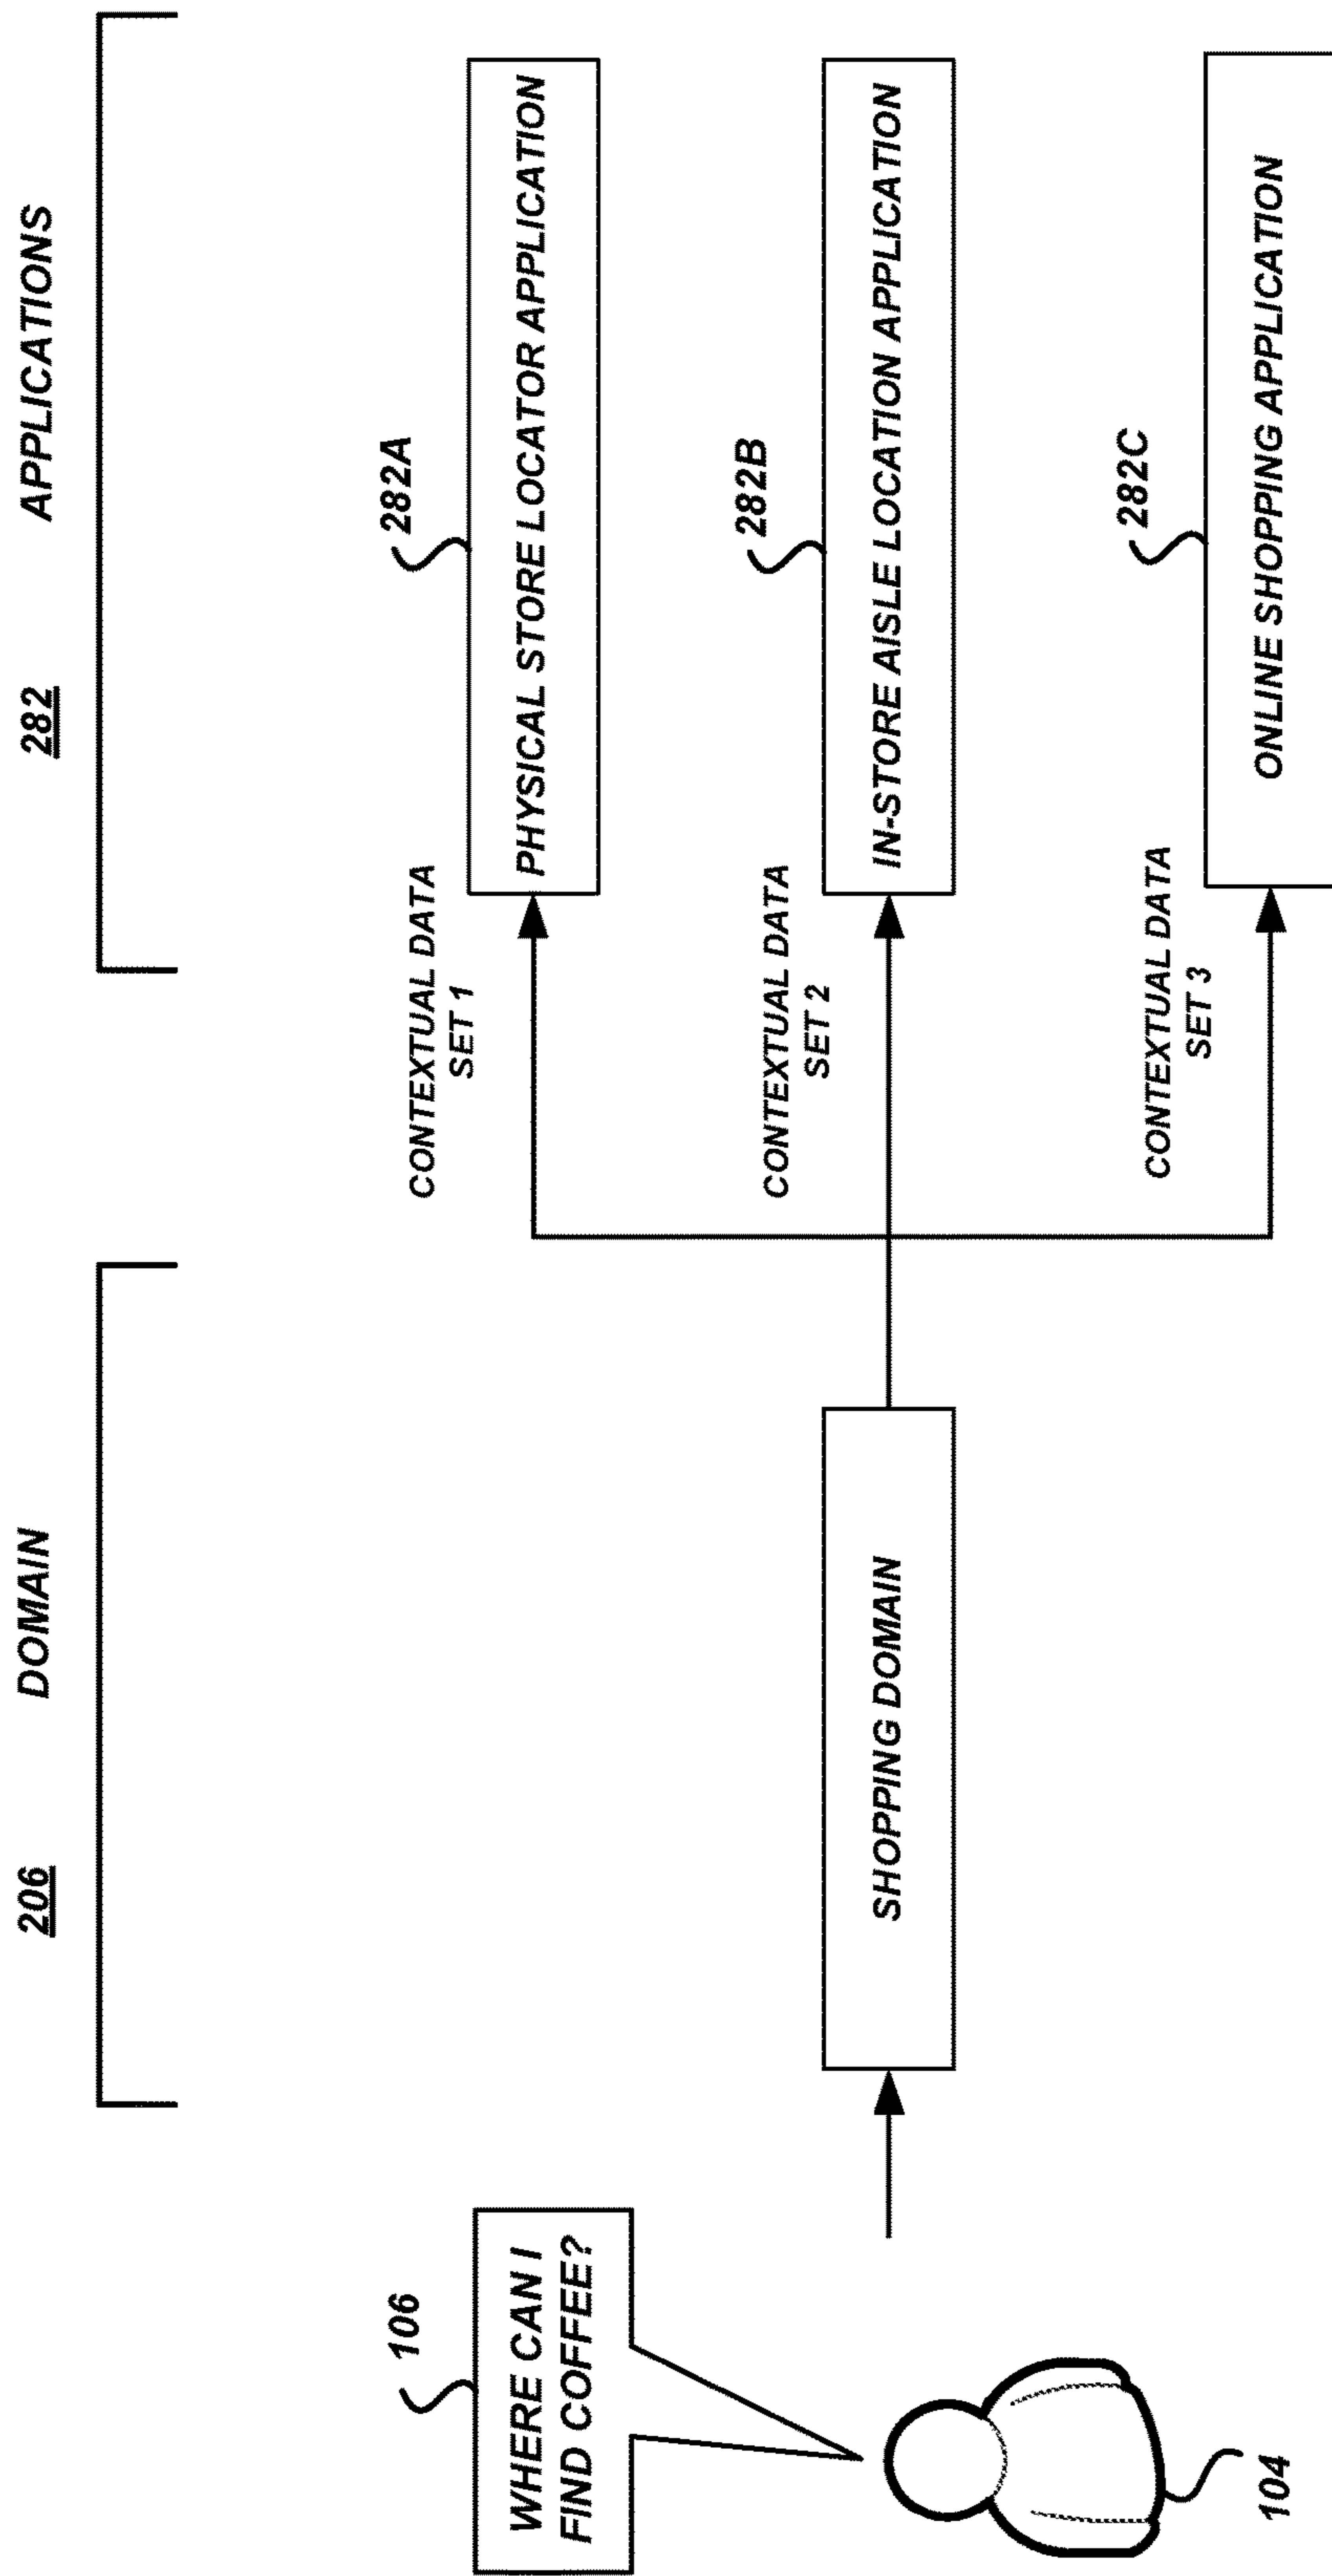 206 DOMAIN
282 APPLICATIONS
106
WHERE CAN I
FIND COFFEE?
104
SHOPPING DOMAIN
CONTEXTUAL DATA
SET 1
282A
PHYSICAL STORE LOCATOR APPLICATION
CONTEXTUAL DATA
SET 2
282B
IN-STORE AISLE LOCATION APPLICATION
CONTEXTUAL DATA
SET 3
282C
ONLINE SHOPPING APPLICATION